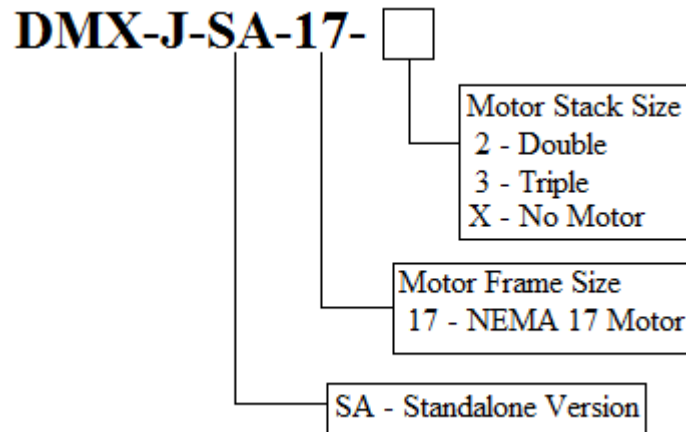 DMX-J-SA-17-
Motor Stack Size
2 - Double
3 - Triple
X - No Motor
Motor Frame Size
17 - NEMA 17 Motor
SA - Standalone Version